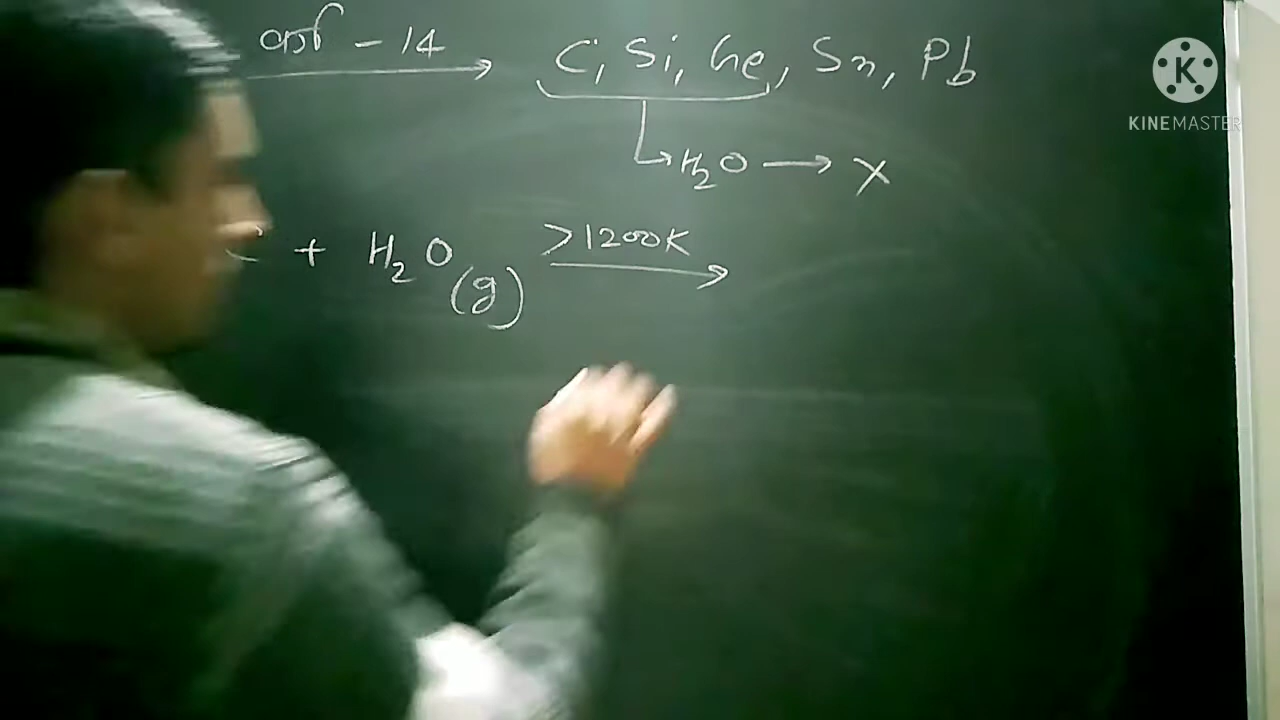 वर्ग - 14 → C, Si, Ge, Sn, Pb
→ H₂O → X
C + H₂O (g) >1200K →
KINEMASTER